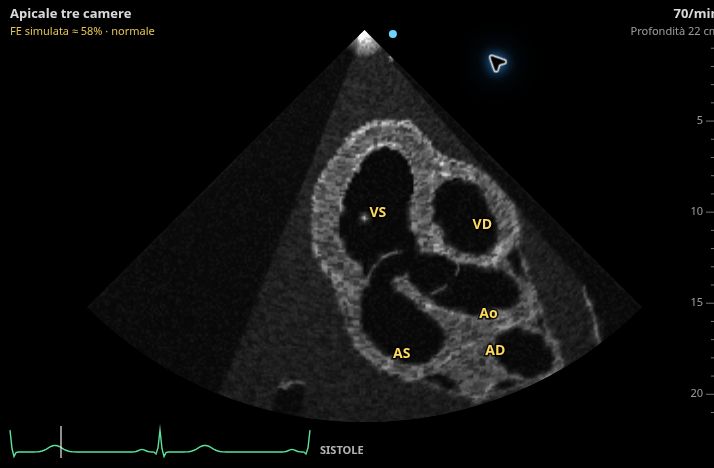 Apicale tre camere
70/min
FE simulata ≈ 58% · normale
Profondità 22 cm
5
VS
10
VD
15
Ao
AD
AS
20
SISTOLE